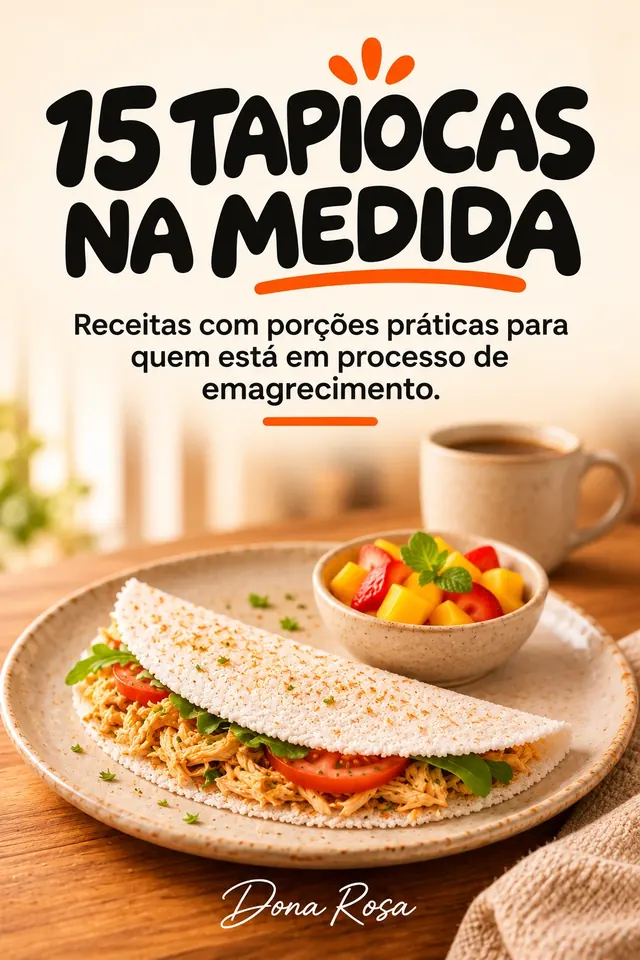 15 TAPIOCAS
NA MEDIDA
Receitas com porções práticas para
quem está em processo de
emagrecimento.
Dona Rosa